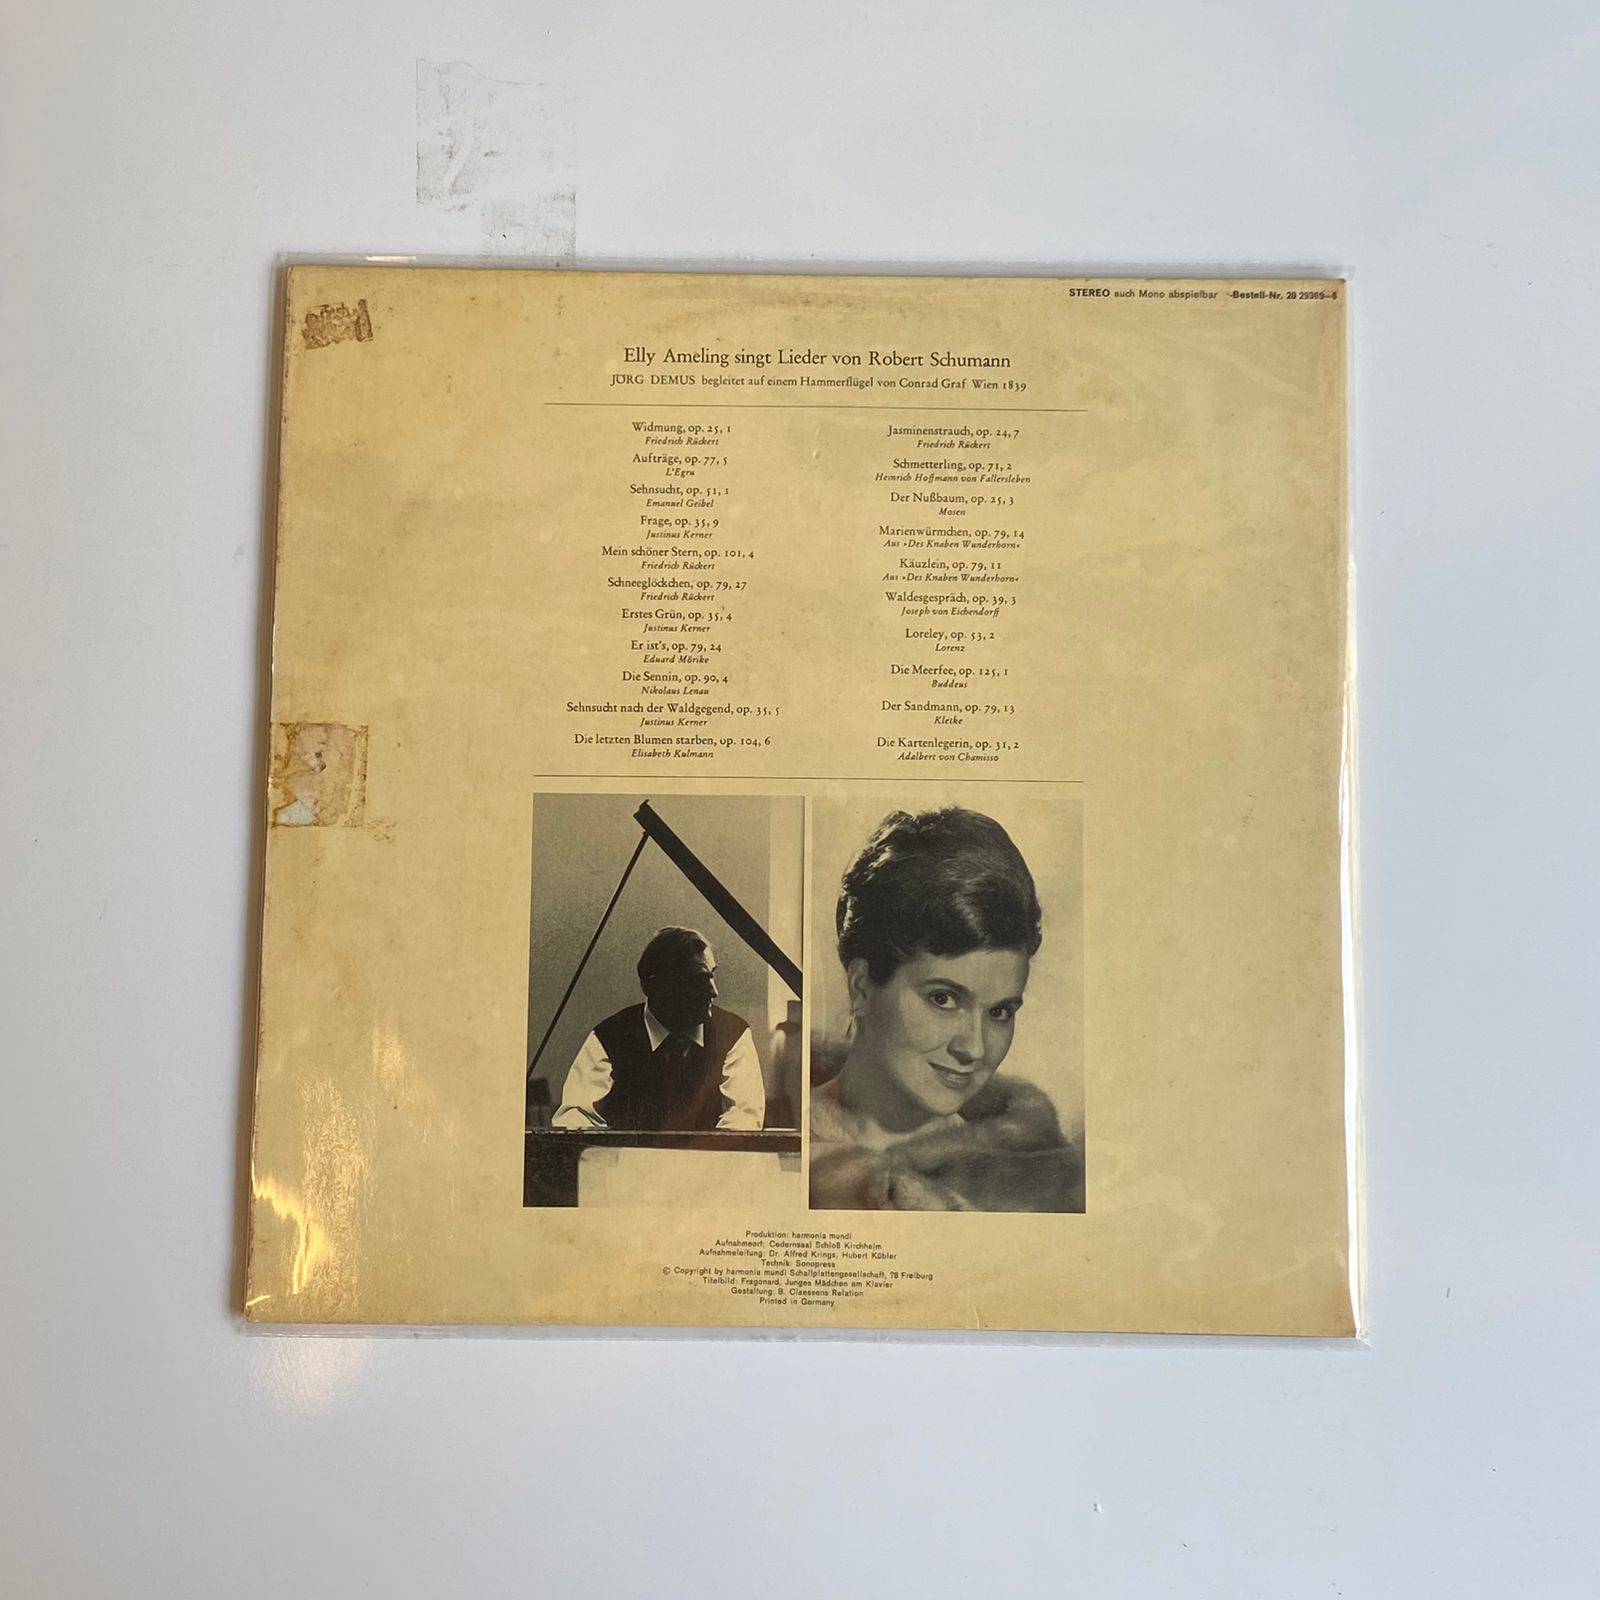 STEREO auch Mono abspielbar Bestell-Nr. 20 29369-6
Elly Ameling singt Lieder von Robert Schumann
JÖRG DEMUS begleitet auf einem Hammerflügel von Conrad Graf Wien 1839
Widmung, op. 25, 1
Friedrich Rückert
Aufträge, op. 77, 5
L'Egru
Sehnsucht, op. 51, 1
Emanuel Geibel
Frage, op. 35, 9
Justinus Kerner
Mein schöner Stern, op. 101, 4
Friedrich Rückert
Schneeglöckchen, op. 79, 27
Friedrich Rückert
Erstes Grün, op. 35, 4
Justinus Kerner
Er ist's, op. 79, 24
Eduard Mörike
Die Sennin, op. 90, 4
Nikolaus Lenau
Sehnsucht nach der Waldgegend, op. 35, 5
Justinus Kerner
Die letzten Blumen starben, op. 104, 6
Elisabeth Kulmann
Jasminenstrauch, op. 24, 7
Friedrich Rückert
Schmetterling, op. 71, 2
Heinrich Hoffmann von Fallersleben
Der Nußbaum, op. 25, 3
Mosen
Marienwürmchen, op. 79, 14
Aus »Des Knaben Wunderhorn«
Käuzlein, op. 79, 11
Aus »Des Knaben Wunderhorn«
Waldesgespräch, op. 39, 3
Joseph von Eichendorff
Loreley, op. 53, 2
Lorenz
Die Meerfee, op. 125, 1
Buddeus
Der Sandmann, op. 79, 13
Kletke
Die Kartenlegerin, op. 31, 2
Adalbert von Chamisso
Produktion: harmonia mundi
Aufnahmeort: Cedernsaal Schloß Kirchheim
Aufnahmeleitung: Dr. Alfred Krings, Hubert Kübler
Technik: Sonopress
© Copyright by harmonia mundi Schallplattengesellschaft, 78 Freiburg
Titelbild: Fragonard, Junges Mädchen am Klavier
Gestaltung: B. Claessens Relation
Printed in Germany